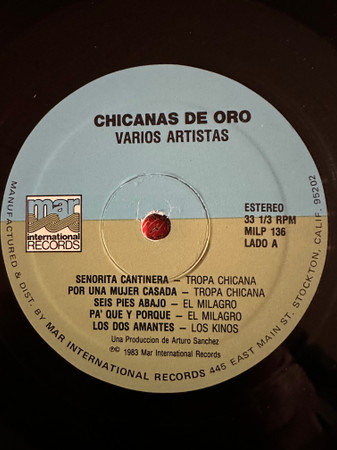 CHICANAS DE ORO
VARIOS ARTISTAS
mar
international
RECORDS
ESTEREO
33 1/3 RPM
MILP 136
LADO A
SENORITA CANTINERA — TROPA CHICANA
POR UNA MUJER CASADA — TROPA CHICANA
SEIS PIES ABAJO — EL MILAGRO
PA' QUE Y PORQUE — EL MILAGRO
LOS DOS AMANTES — LOS KINOS
Una Produccion de Arturo Sanchez
℗© 1983 Mar International Records
MANUFACTURED & DIST. BY MAR INTERNATIONAL RECORDS 445 EAST MAIN ST. STOCKTON, CALIF. 95202